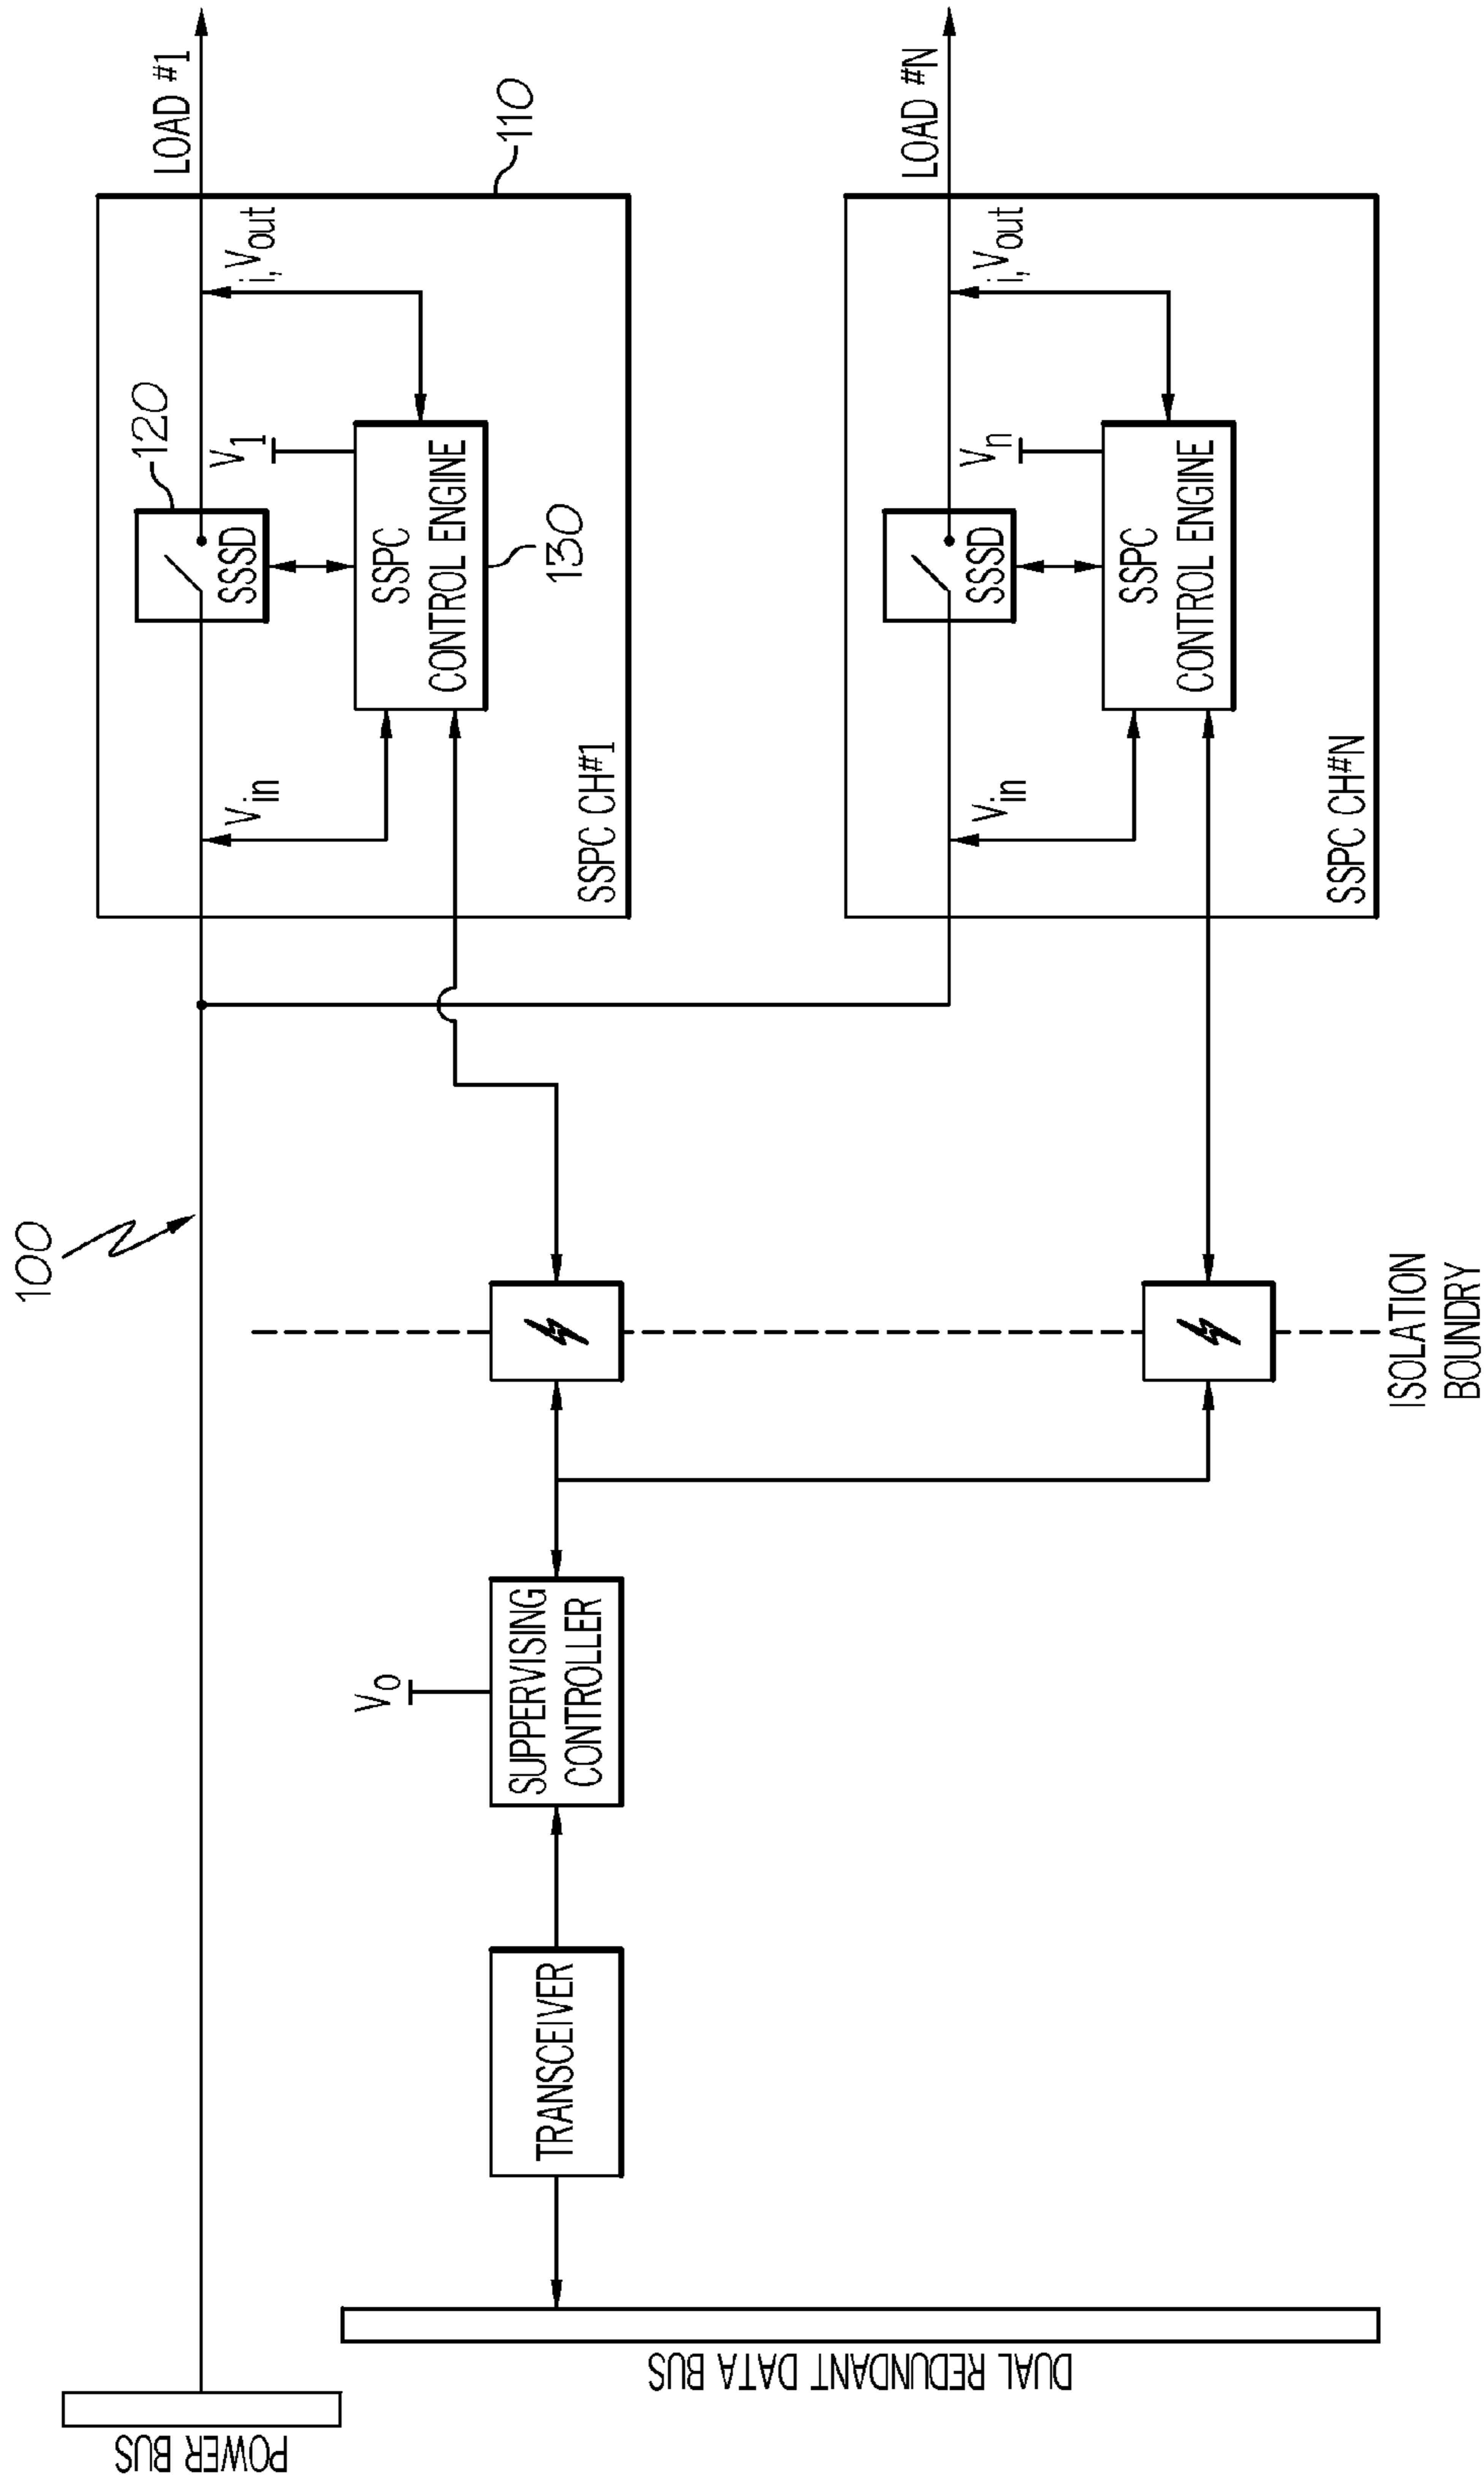 100
POWER BUS
LOAD #1
120
110
SSSD
V1
i, Vout
Vin
SSPC
CONTROL ENGINE
130
SSPC CH#1
DUAL REDUNDANT DATA BUS
TRANSCEIVER
Vo
SUPPERVISING
CONTROLLER
LOAD #N
SSSD
Vn
i, Vout
Vin
SSPC
CONTROL ENGINE
SSPC CH#N
ISOLATION
BOUNDRY